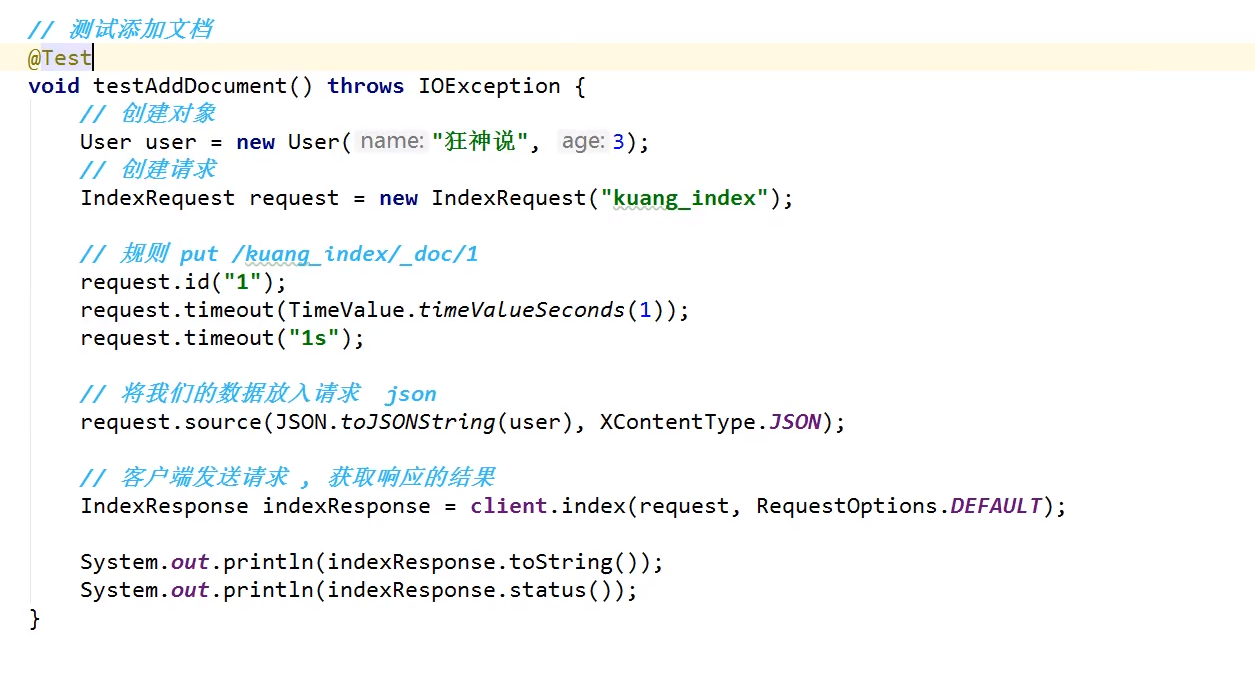 // 测试添加文档
@Test
void testAddDocument() throws IOException {
// 创建对象
User user = new User( name: "狂神说", age: 3);
// 创建请求
IndexRequest request = new IndexRequest("kuang_index");
// 规则 put /kuang_index/_doc/1
request.id("1");
request.timeout(TimeValue.timeValueSeconds(1));
request.timeout("1s");
// 将我们的数据放入请求 json
request.source(JSON.toJSONString(user), XContentType.JSON);
// 客户端发送请求 , 获取响应的结果
IndexResponse indexResponse = client.index(request, RequestOptions.DEFAULT);
System.out.println(indexResponse.toString());
System.out.println(indexResponse.status());
}